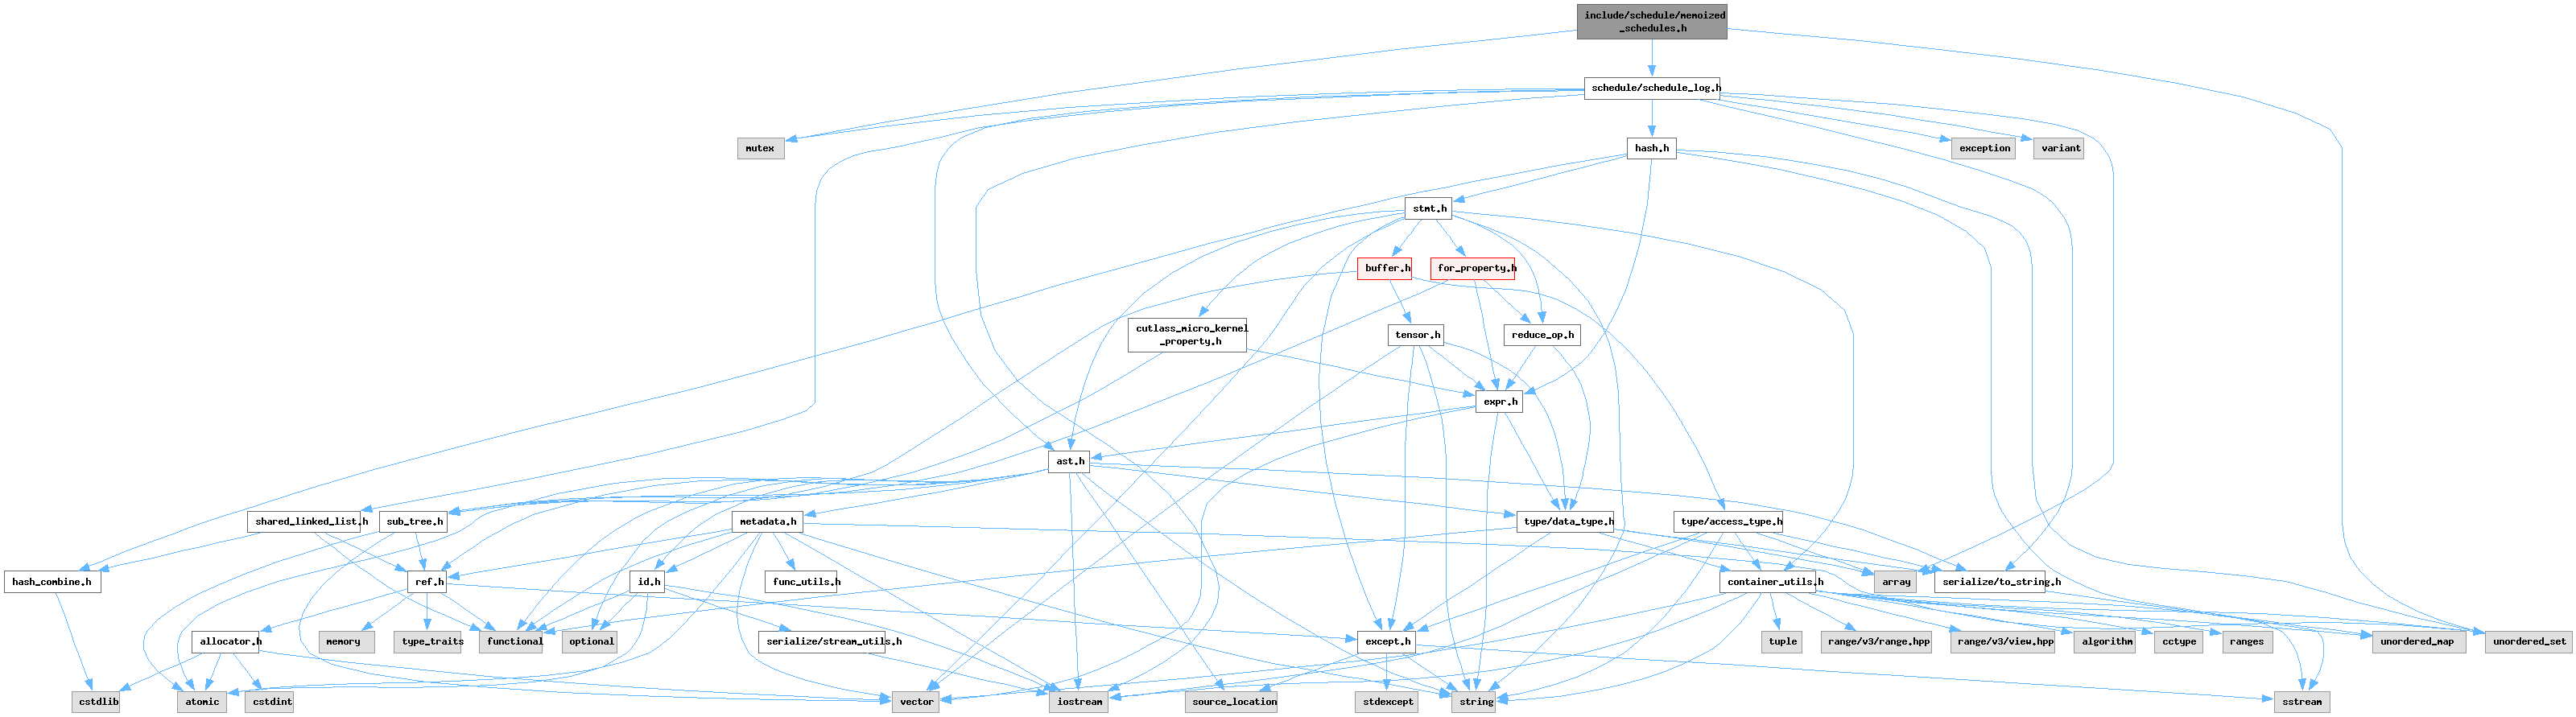 include/schedule/memoized
_schedules.h
schedule/schedule_log.h
mutex
hash.h
exception
variant
stmt.h
buffer.h
for_property.h
cutlass_micro_kernel
_property.h
tensor.h
reduce_op.h
expr.h
ast.h
shared_linked_list.h
sub_tree.h
metadata.h
type/data_type.h
type/access_type.h
hash_combine.h
ref.h
id.h
func_utils.h
container_utils.h
array
serialize/to_string.h
allocator.h
memory
type_traits
functional
optional
serialize/stream_utils.h
except.h
tuple
range/v3/range.hpp
range/v3/view.hpp
algorithm
cctype
ranges
unordered_map
unordered_set
cstdlib
atomic
cstdint
vector
iostream
source_location
stdexcept
string
sstream